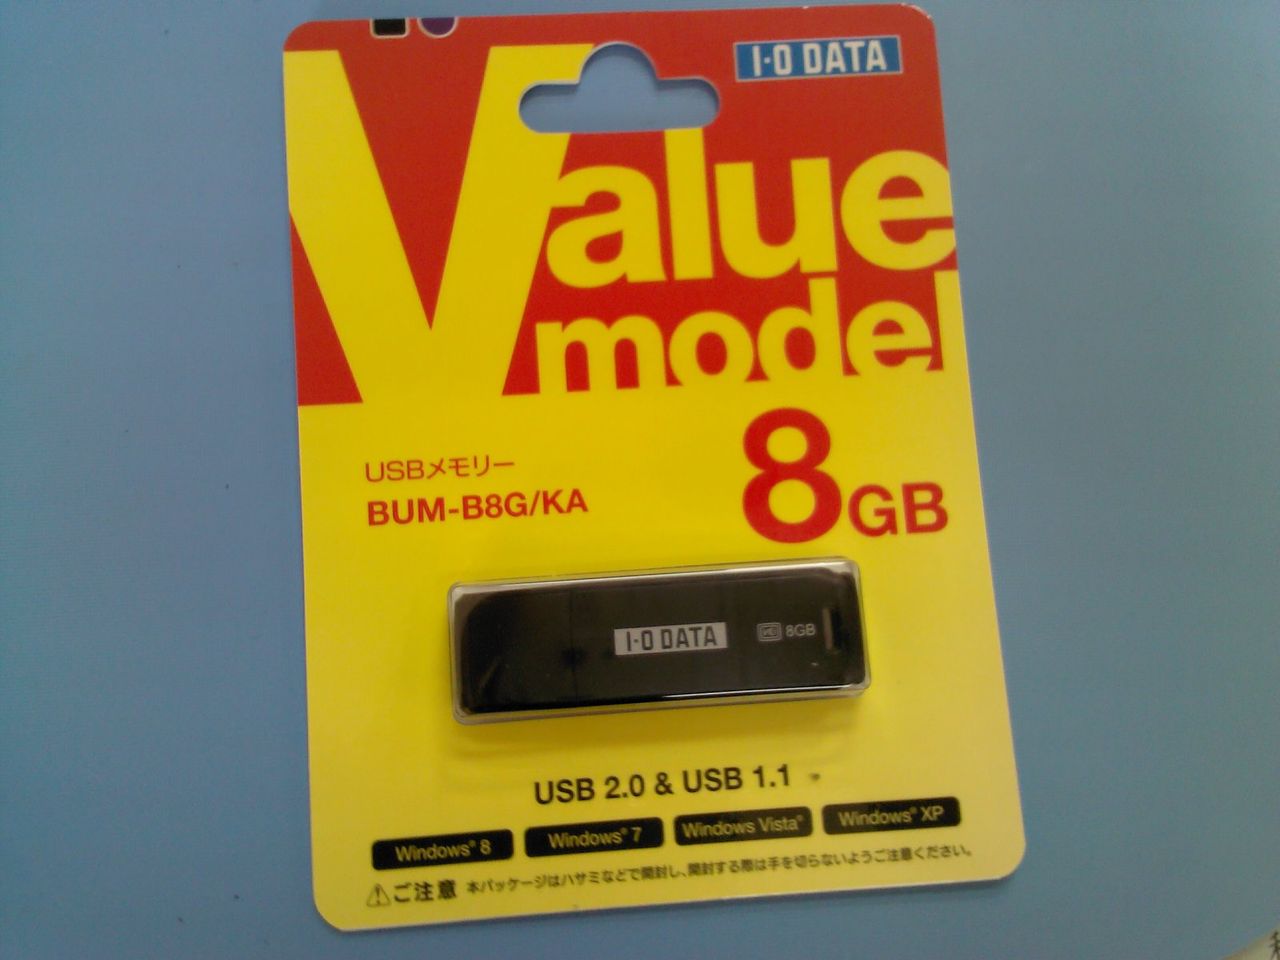 I-O DATA
Value
model
8GB
USBメモリー
BUM-B8G/KA
I-O DATA
8GB
USB 2.0 & USB 1.1
Windows® 8
Windows® 7
Windows Vista®
Windows® XP
⚠ご注意 本パッケージはハサミなどで開封し、開封する際は手を切らないようご注意ください。